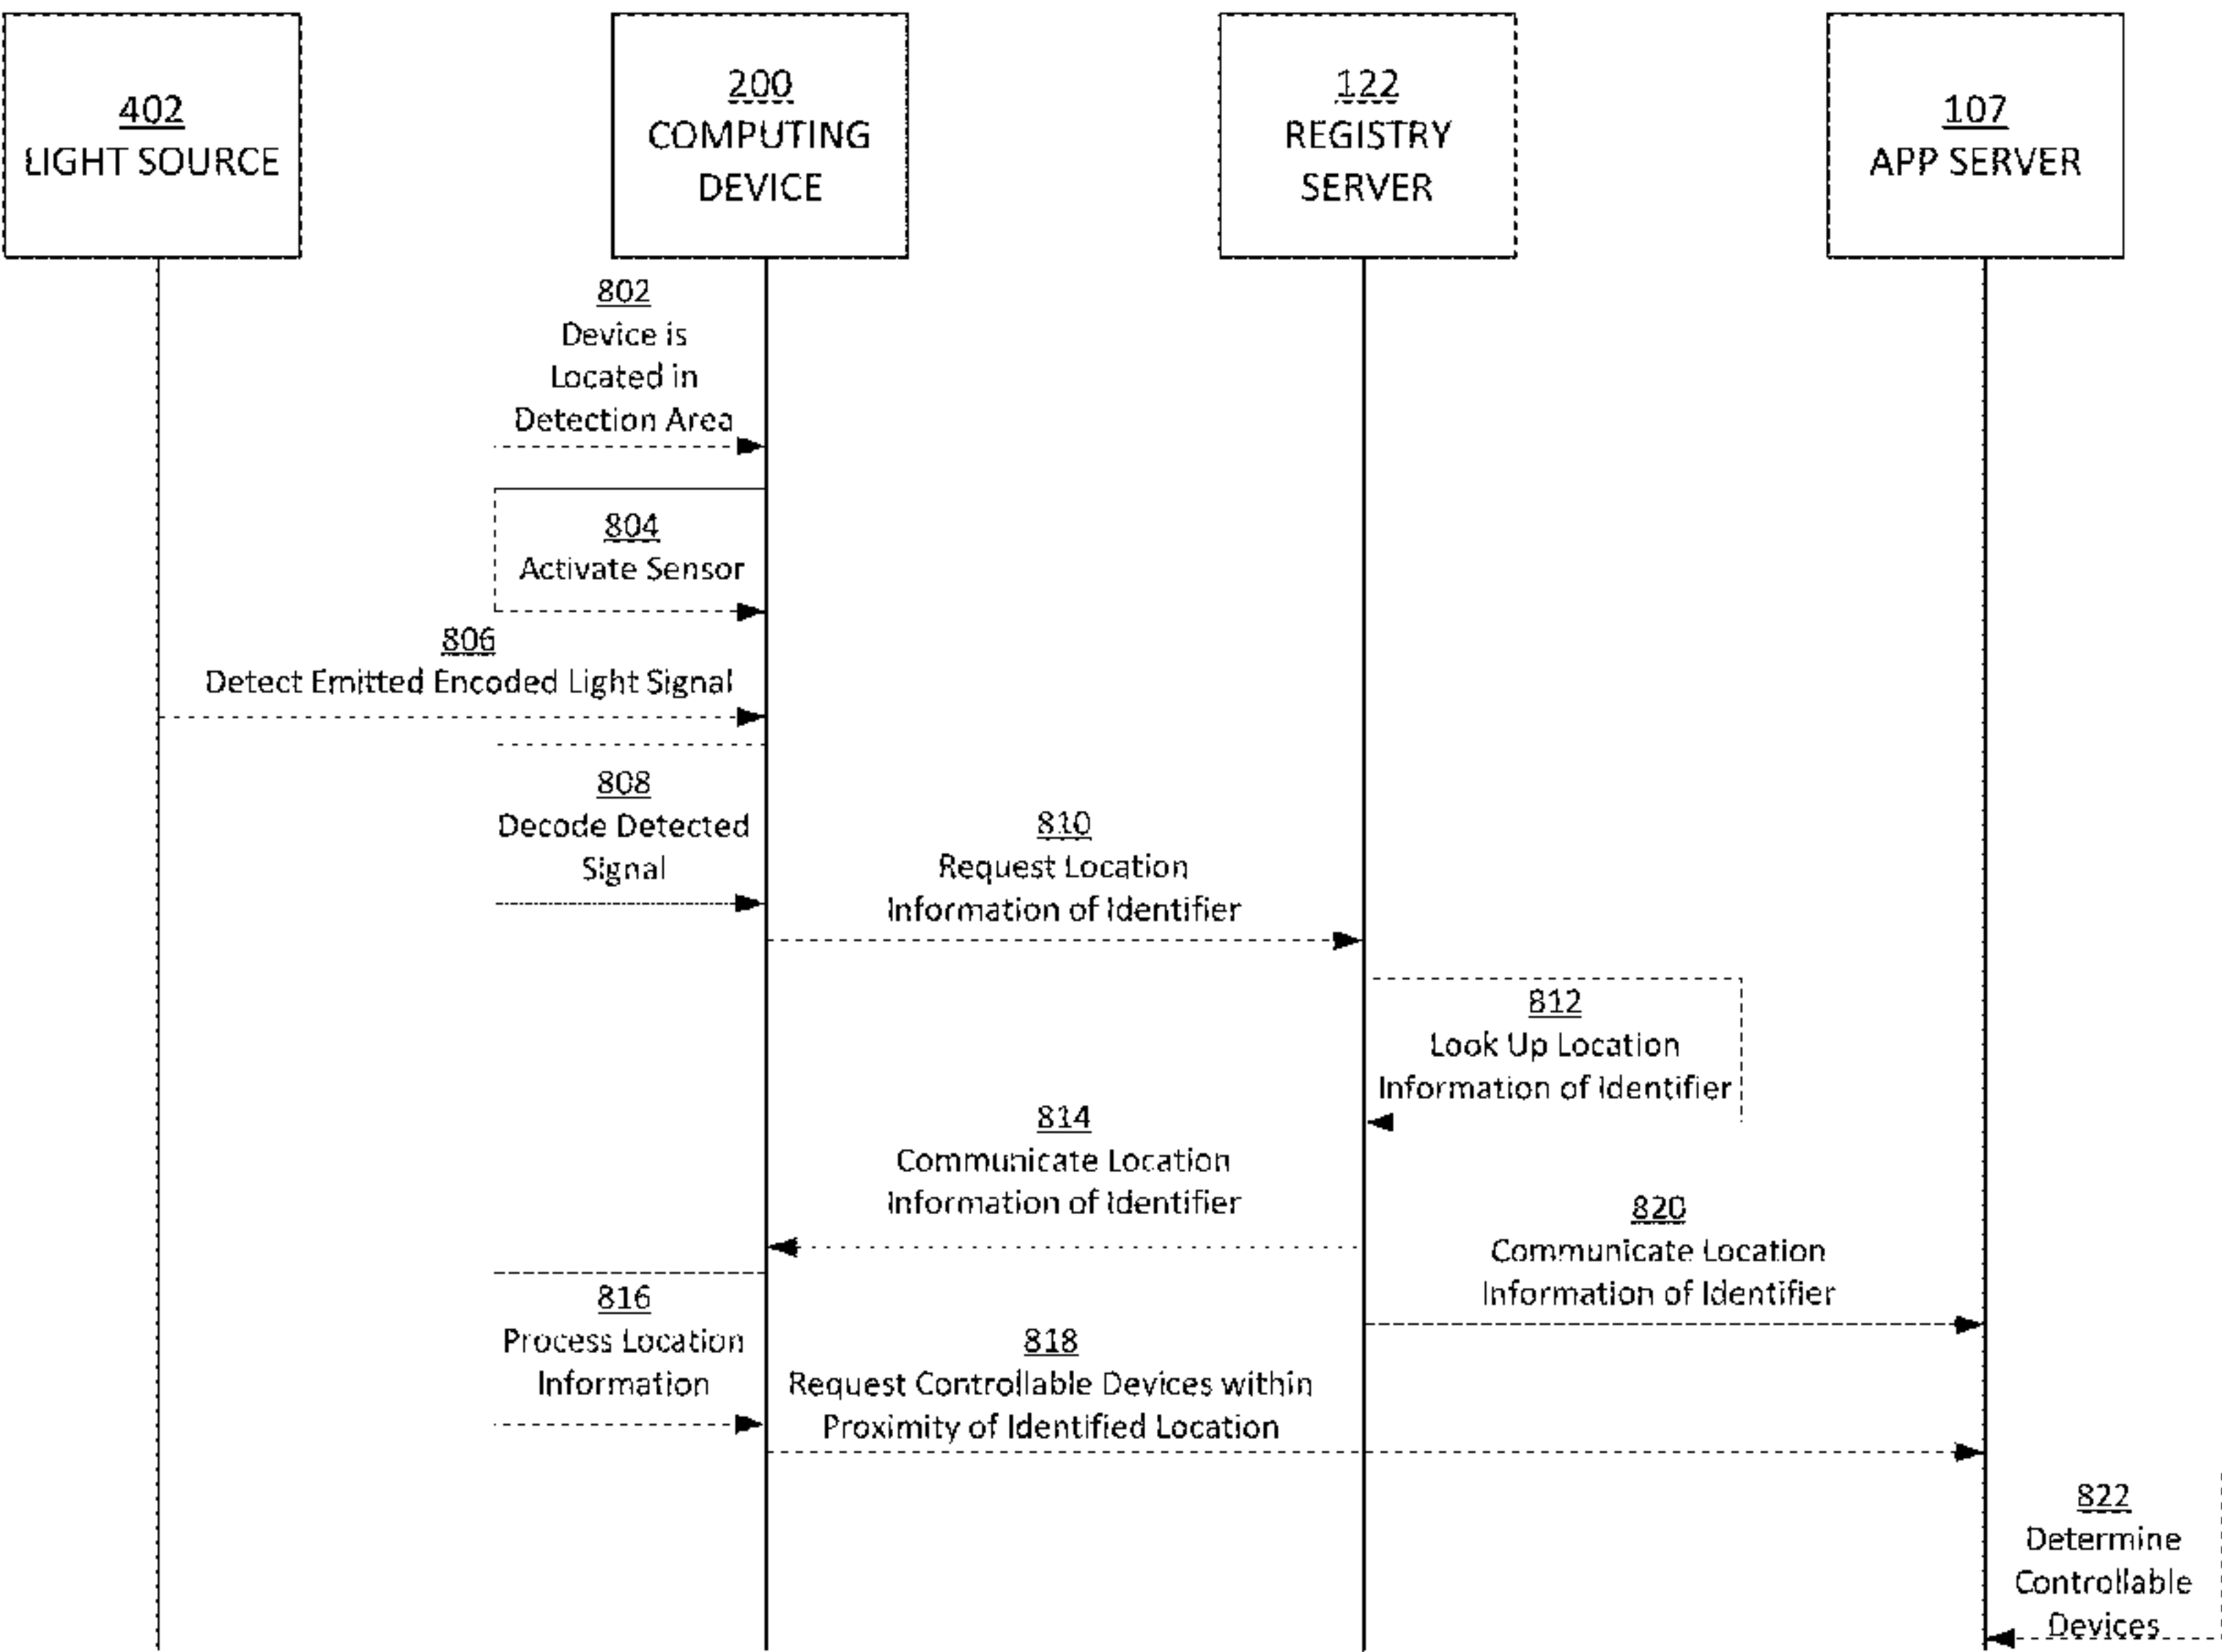 402
LIGHT SOURCE
200
COMPUTING
DEVICE
122
REGISTRY
SERVER
107
APP SERVER
802
Device is
Located in
Detection Area
804
Activate Sensor
806
Detect Emitted Encoded Light Signal
808
Decode Detected
Signal
810
Request Location
Information of Identifier
812
Look Up Location
Information of Identifier
814
Communicate Location
Information of Identifier
820
Communicate Location
Information of Identifier
816
Process Location
Information
818
Request Controllable Devices within
Proximity of Identified Location
822
Determine
Controllable
Devices